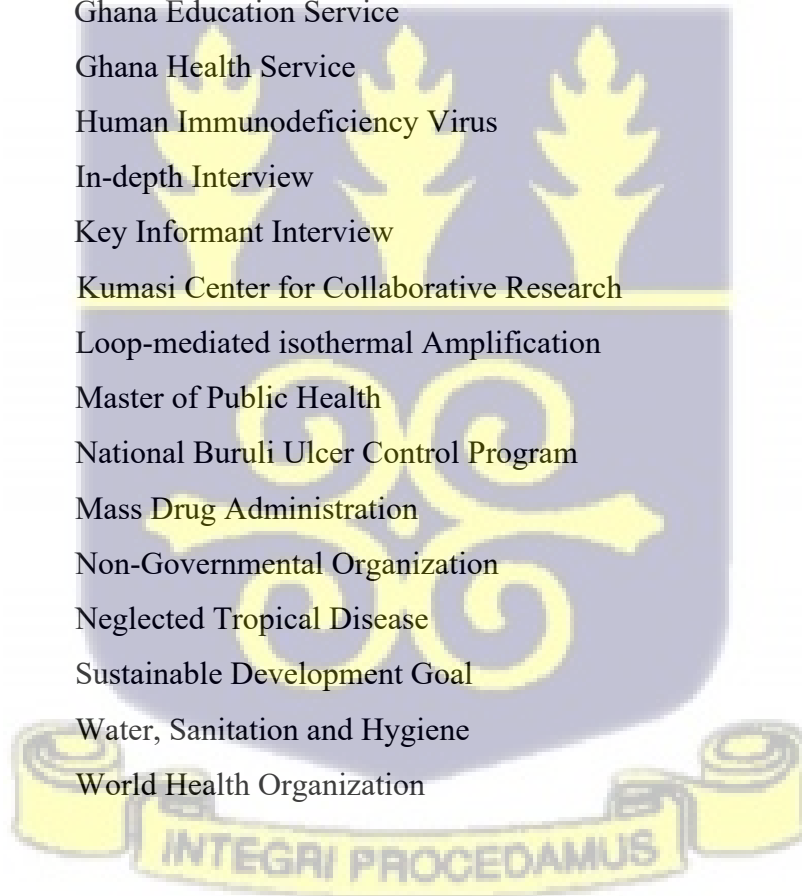 Ghana Education Service
Ghana Health Service
Human Immunodeficiency Virus
In-depth Interview
Key Informant Interview
Kumasi Center for Collaborative Research
Loop-mediated isothermal Amplification
Master of Public Health
National Buruli Ulcer Control Program
Mass Drug Administration
Non-Governmental Organization
Neglected Tropical Disease
Sustainable Development Goal
Water, Sanitation and Hygiene
World Health Organization
INTEGRI PROCEDAMUS